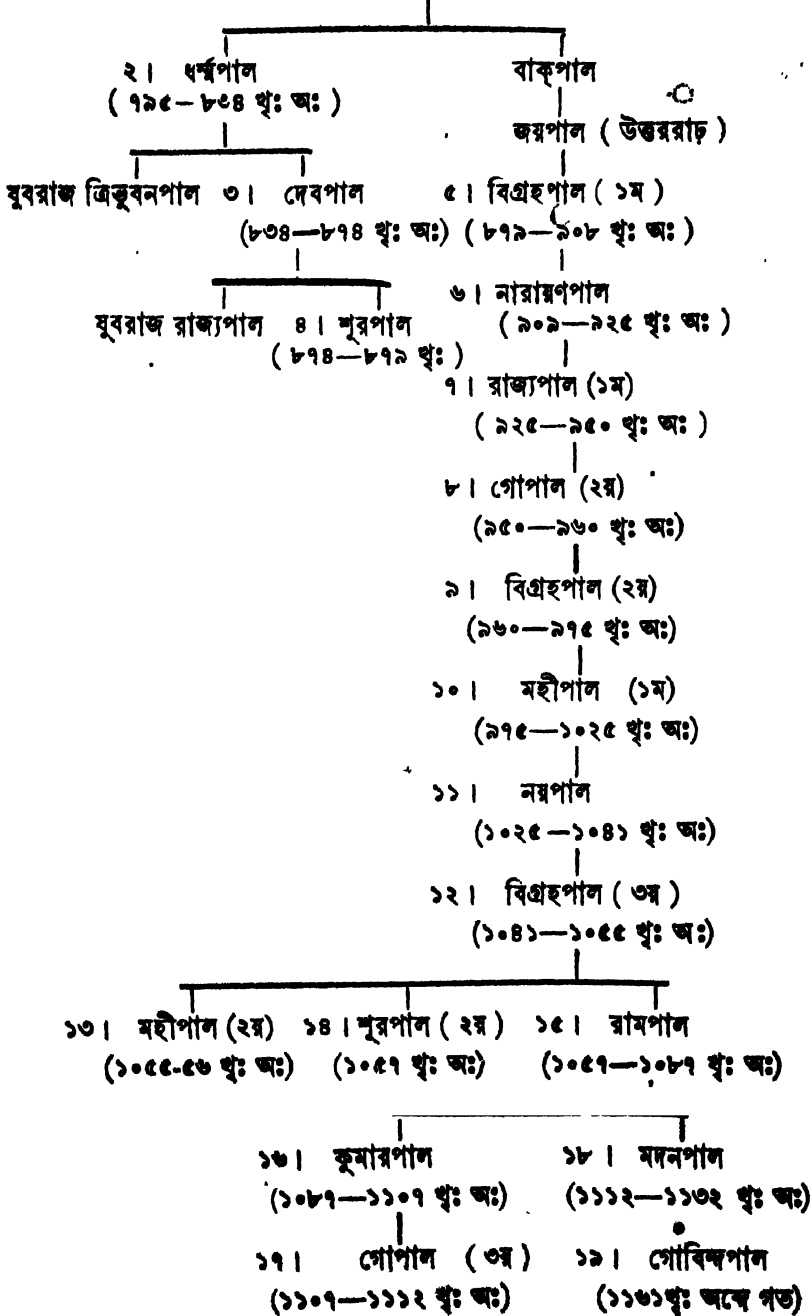 ২। ধর্ম্মপাল বাক্‌পাল
( ৭৯৫—৮৩৪ খৃঃ অঃ )
জয়পাল ( উত্তররাঢ় )
যুবরাজ ত্রিভুবনপাল ৩। দেবপাল ৫। বিগ্রহপাল ( ১ম )
(৮৩৪—৮৭৪ খৃঃ অঃ) ( ৮৭৯—৯০৮ খৃঃ অঃ )
৬। নারায়ণপাল
( ৯০৯—৯২৫ খৃঃ অঃ )
যুবরাজ রাজ্যপাল ৪। শূরপাল
( ৮৭৪—৮৭৯ খৃঃ )
৭। রাজ্যপাল (১ম)
( ৯২৫—৯৫০ খৃঃ অঃ )
৮। গোপাল (২য়)
(৯৫০—৯৬০ খৃঃ অঃ)
৯। বিগ্রহপাল (২য়)
(৯৬০—৯৭৫ খৃঃ অঃ)
১০। মহীপাল (১ম)
(৯৭৫—১০২৫ খৃঃ অঃ)
১১। নয়পাল
(১০২৫—১০৪১ খৃঃ অঃ)
১২। বিগ্রহপাল ( ৩য় )
(১০৪১—১০৫৫ খৃঃ অঃ)
১৩। মহীপাল (২য়) ১৪। শূরপাল ( ২য় ) ১৫। রামপাল
(১০৫৫-৫৬ খৃঃ অঃ) (১০৫৭ খৃঃ অঃ) (১০৫৭—১০৮৭ খৃঃ অঃ)
১৬। কুমারপাল ১৮। মদনপাল
(১০৮৭—১১০৭ খৃঃ অঃ) (১১১২—১১৩২ খৃঃ অঃ)
১৭। গোপাল (৩য়) ১৯। গোবিন্দপাল
(১১০৭—১১১২ খৃঃ অঃ) (১১৬১খৃঃ অব্দে গত)